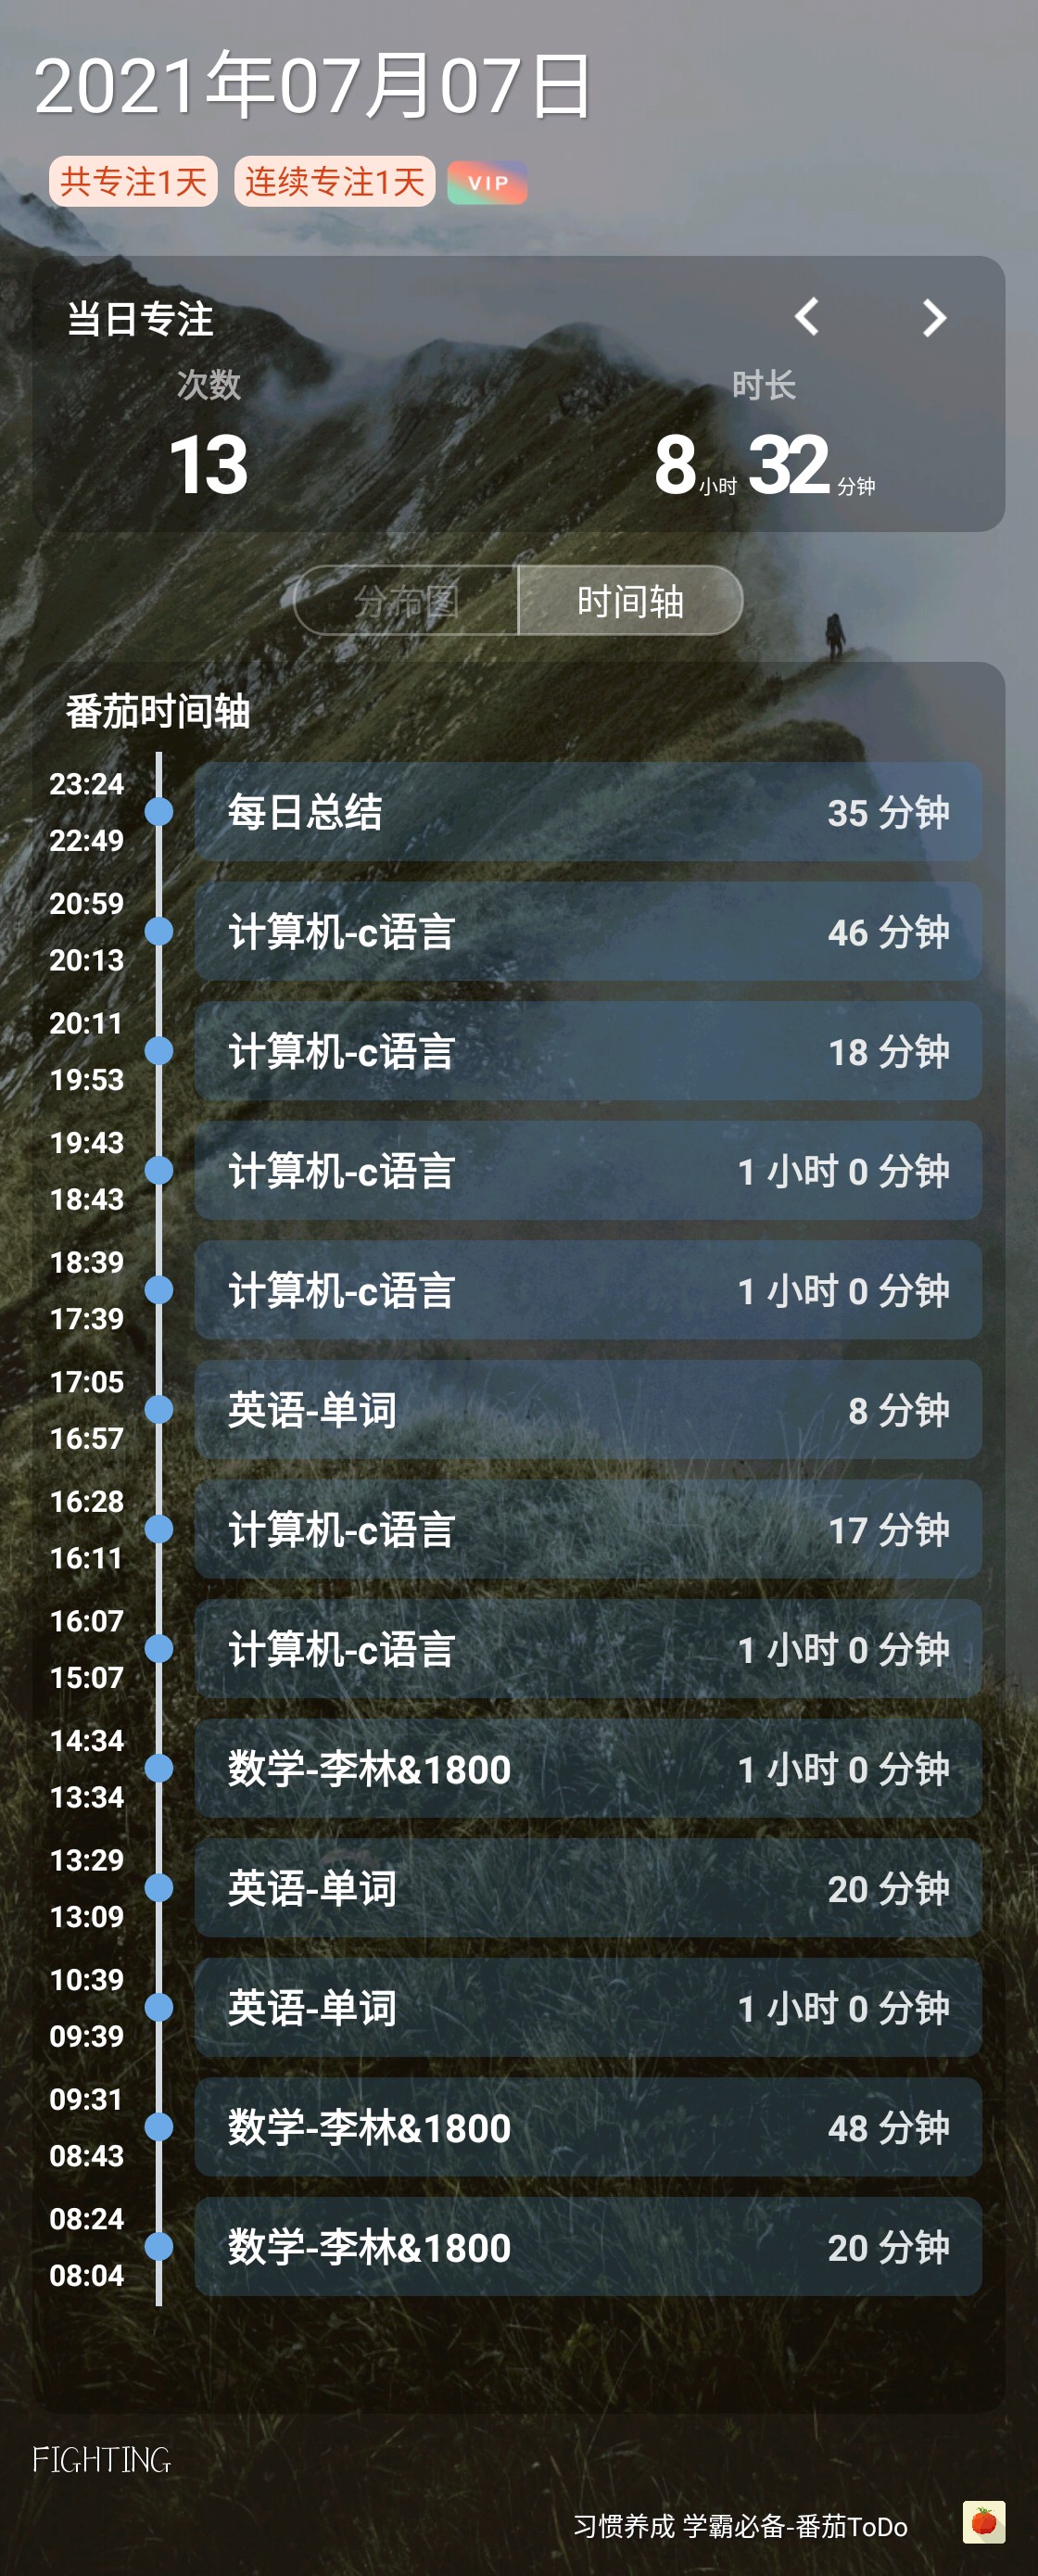 2021年07月07日
共专注1天 连续专注1天 VIP
当日专注
次数 时长
13 8小时32分钟
分布图 时间轴
番茄时间轴
23:24
每日总结 35 分钟
22:49
20:59
计算机-c语言 46 分钟
20:13
20:11
计算机-c语言 18 分钟
19:53
19:43
计算机-c语言 1 小时 0 分钟
18:43
18:39
计算机-c语言 1 小时 0 分钟
17:39
17:05
英语-单词 8 分钟
16:57
16:28
计算机-c语言 17 分钟
16:11
16:07
计算机-c语言 1 小时 0 分钟
15:07
14:34
数学-李林&1800 1 小时 0 分钟
13:34
13:29
英语-单词 20 分钟
13:09
10:39
英语-单词 1 小时 0 分钟
09:39
09:31
数学-李林&1800 48 分钟
08:43
08:24
数学-李林&1800 20 分钟
08:04
FIGHTING
习惯养成 学霸必备-番茄ToDo